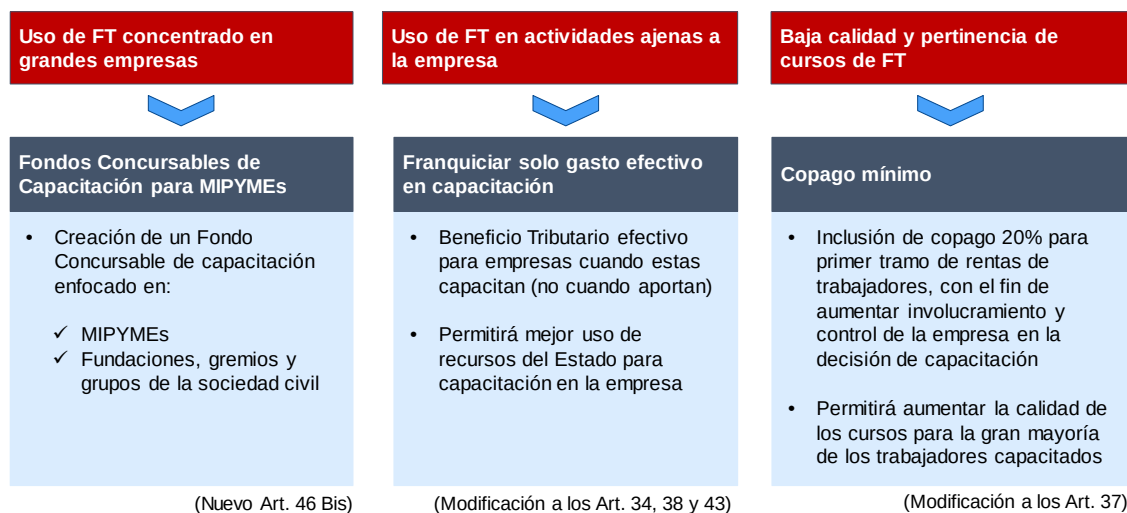 Uso de FT concentrado en
grandes empresas
Fondos Concursables de
Capacitación para MIPYMEs
• Creación de un Fondo
Concursable de capacitación
enfocado en:
✓ MIPYMEs
✓ Fundaciones, gremios y
grupos de la sociedad civil
(Nuevo Art. 46 Bis)
Uso de FT en actividades ajenas a
la empresa
Franquiciar solo gasto efectivo
en capacitación
• Beneficio Tributario efectivo
para empresas cuando estas
capacitan (no cuando aportan)
• Permitirá mejor uso de
recursos del Estado para
capacitación en la empresa
(Modificación a los Art. 34, 38 y 43)
Baja calidad y pertinencia de
cursos de FT
Copago mínimo
• Inclusión de copago 20% para
primer tramo de rentas de
trabajadores, con el fin de
aumentar involucramiento y
control de la empresa en la
decisión de capacitación
• Permitirá aumentar la calidad de
los cursos para la gran mayoría
de los trabajadores capacitados
(Modificación a los Art. 37)